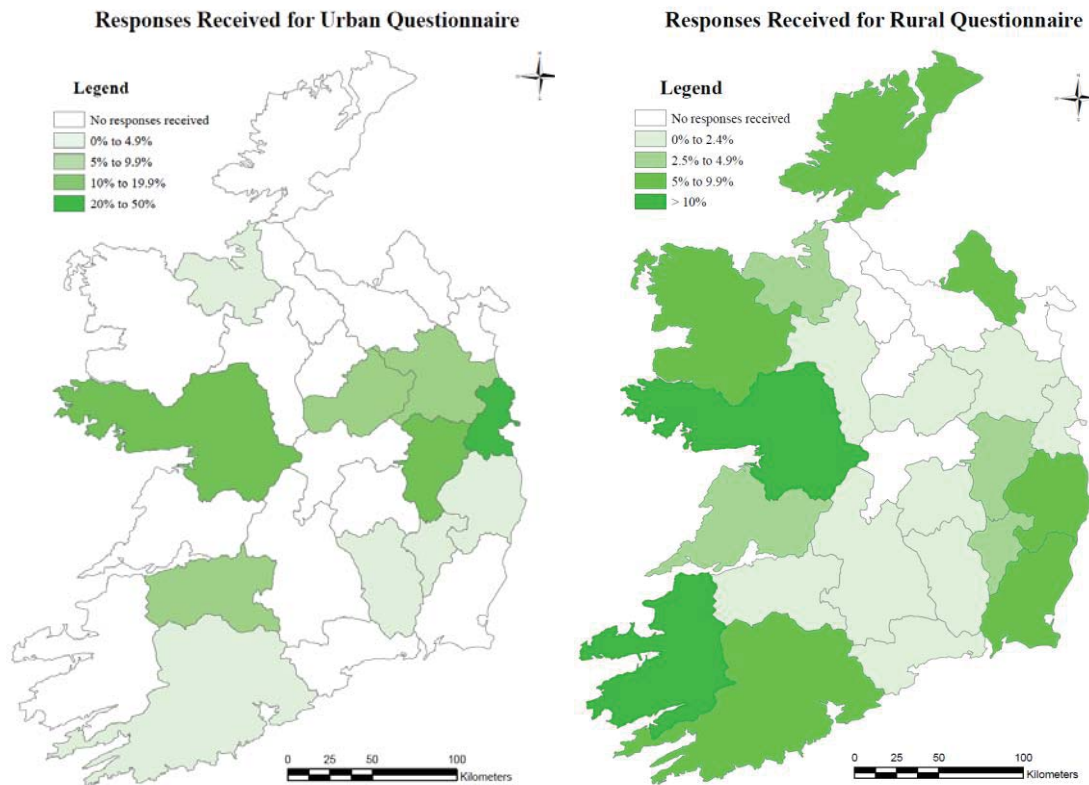 Responses Received for Urban Questionnaire
Legend
No responses received
0% to 4.9%
5% to 9.9%
10% to 19.9%
20% to 50%
0 25 50 100
Kilometers
Responses Received for Rural Questionnaire
Legend
No responses received
0% to 2.4%
2.5% to 4.9%
5% to 9.9%
> 10%
0 25 50 100
Kilometers